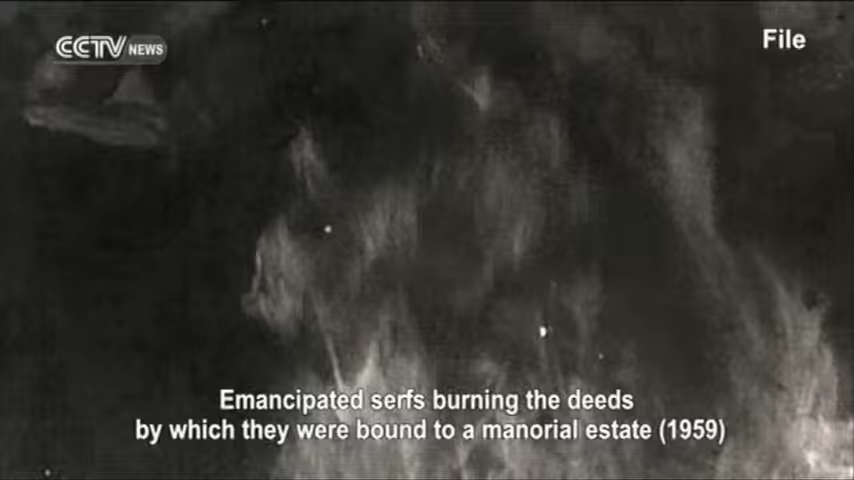 CCTV NEWS
File
Emancipated serfs burning the deeds
by which they were bound to a manorial estate (1959)